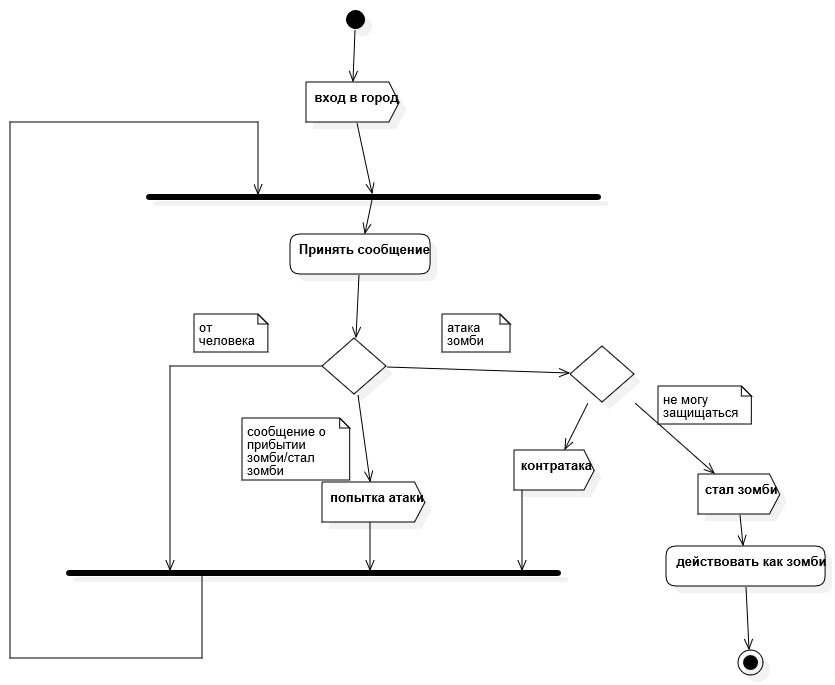 вход в город
Принять сообщение
от
человека
атака
зомби
не могу
защищаться
сообщение о
прибытии
зомби/стал
зомби
контратака
попытка атаки
стал зомби
действовать как зомби